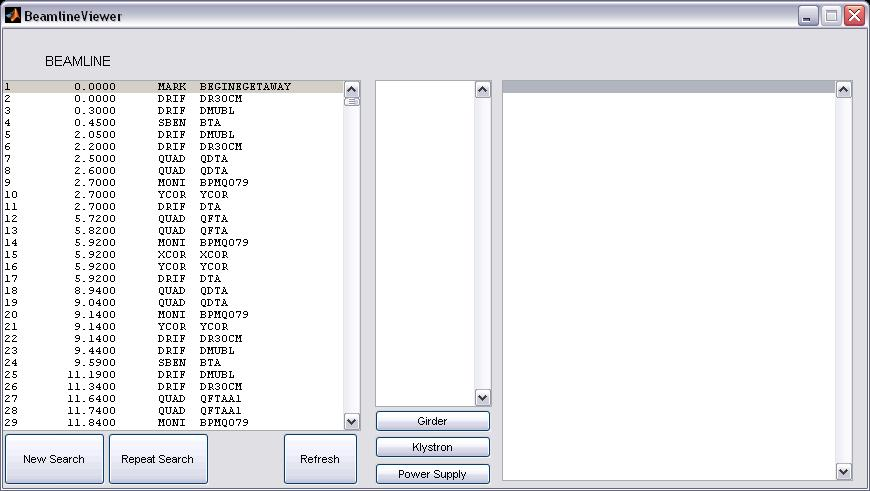 BeamlineViewer
BEAMLINE
1 0.0000 MARK BEGINEGETAWAY
2 0.0000 DRIF DR30CM
3 0.3000 DRIF DMUBL
4 0.4500 SBEN BTA
5 2.0500 DRIF DMUBL
6 2.2000 DRIF DR30CM
7 2.5000 QUAD QDTA
8 2.6000 QUAD QDTA
9 2.7000 MONI BPMQ079
10 2.7000 YCOR YCOR
11 2.7000 DRIF DTA
12 5.7200 QUAD QFTA
13 5.8200 QUAD QFTA
14 5.9200 MONI BPMQ079
15 5.9200 XCOR XCOR
16 5.9200 YCOR YCOR
17 5.9200 DRIF DTA
18 8.9400 QUAD QDTA
19 9.0400 QUAD QDTA
20 9.1400 MONI BPMQ079
21 9.1400 YCOR YCOR
22 9.1400 DRIF DR30CM
23 9.4400 DRIF DMUBL
24 9.5900 SBEN BTA
25 11.1900 DRIF DMUBL
26 11.3400 DRIF DR30CM
27 11.6400 QUAD QFTAA1
28 11.7400 QUAD QFTAA1
29 11.8400 MONI BPMQ079
Girder
Klystron
Power Supply
New Search
Repeat Search
Refresh